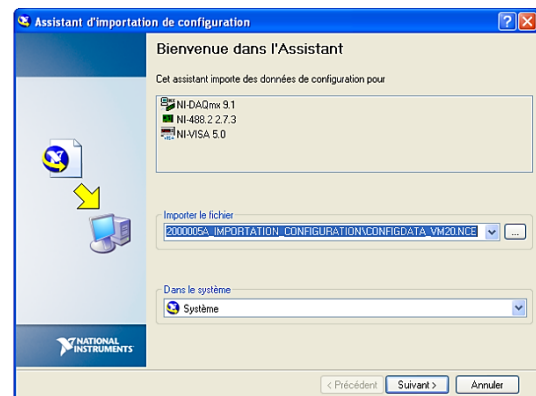 Assistant d'importation de configuration
Bienvenue dans l'Assistant
Cet assistant importe des données de configuration pour
NI-DAQmx 9.1
NI-488.2 2.7.3
NI-VISA 5.0
Importer le fichier
2000005A_IMPORTATION_CONFIGURATION\CONFIGDATA_VM20.NCE
...
Dans le système
Système
NATIONAL
INSTRUMENTS
< Précédent
Suivant >
Annuler